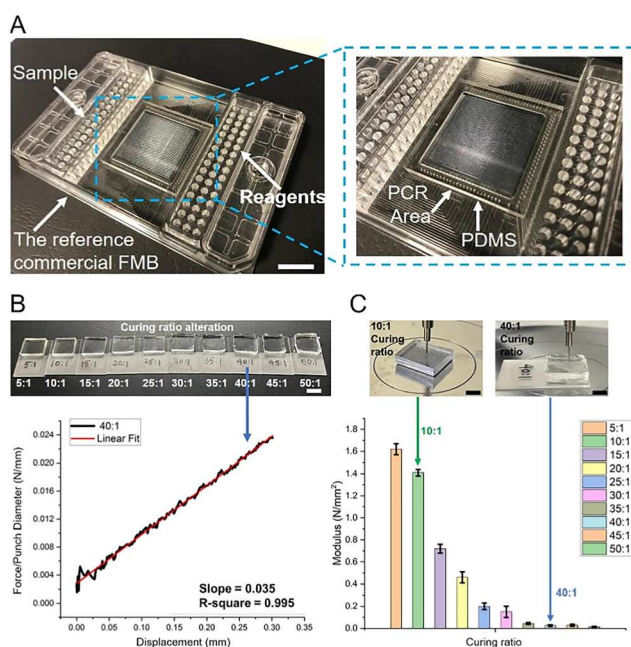 A
Sample
Reagents
The reference
commercial FMB
PCR
Area
PDMS
B
Curing ratio alteration
5:1 10:1 15:1 20:1 25:1 30:1 35:1 40:1 45:1 50:1
5:1 10:1 15:1 20:1 25:1 30:1 35:1 40:1 45:1 50:1
40:1
Linear Fit
0.024
0.020
0.016
0.012
0.008
0.004
0.000
Force/Punch Diameter (N/mm)
Slope = 0.035
R-square = 0.995
0.00 0.05 0.10 0.15 0.20 0.25 0.30 0.35
Displacement (mm)
C
10:1
Curing
ratio
40:1
Curing
ratio
10:1
40:1
1.8
1.6
1.4
1.2
1.0
0.8
0.6
0.4
0.2
0.0
Modulus (N/mm²)
5:1
10:1
15:1
20:1
25:1
30:1
35:1
40:1
45:1
50:1
Curing ratio